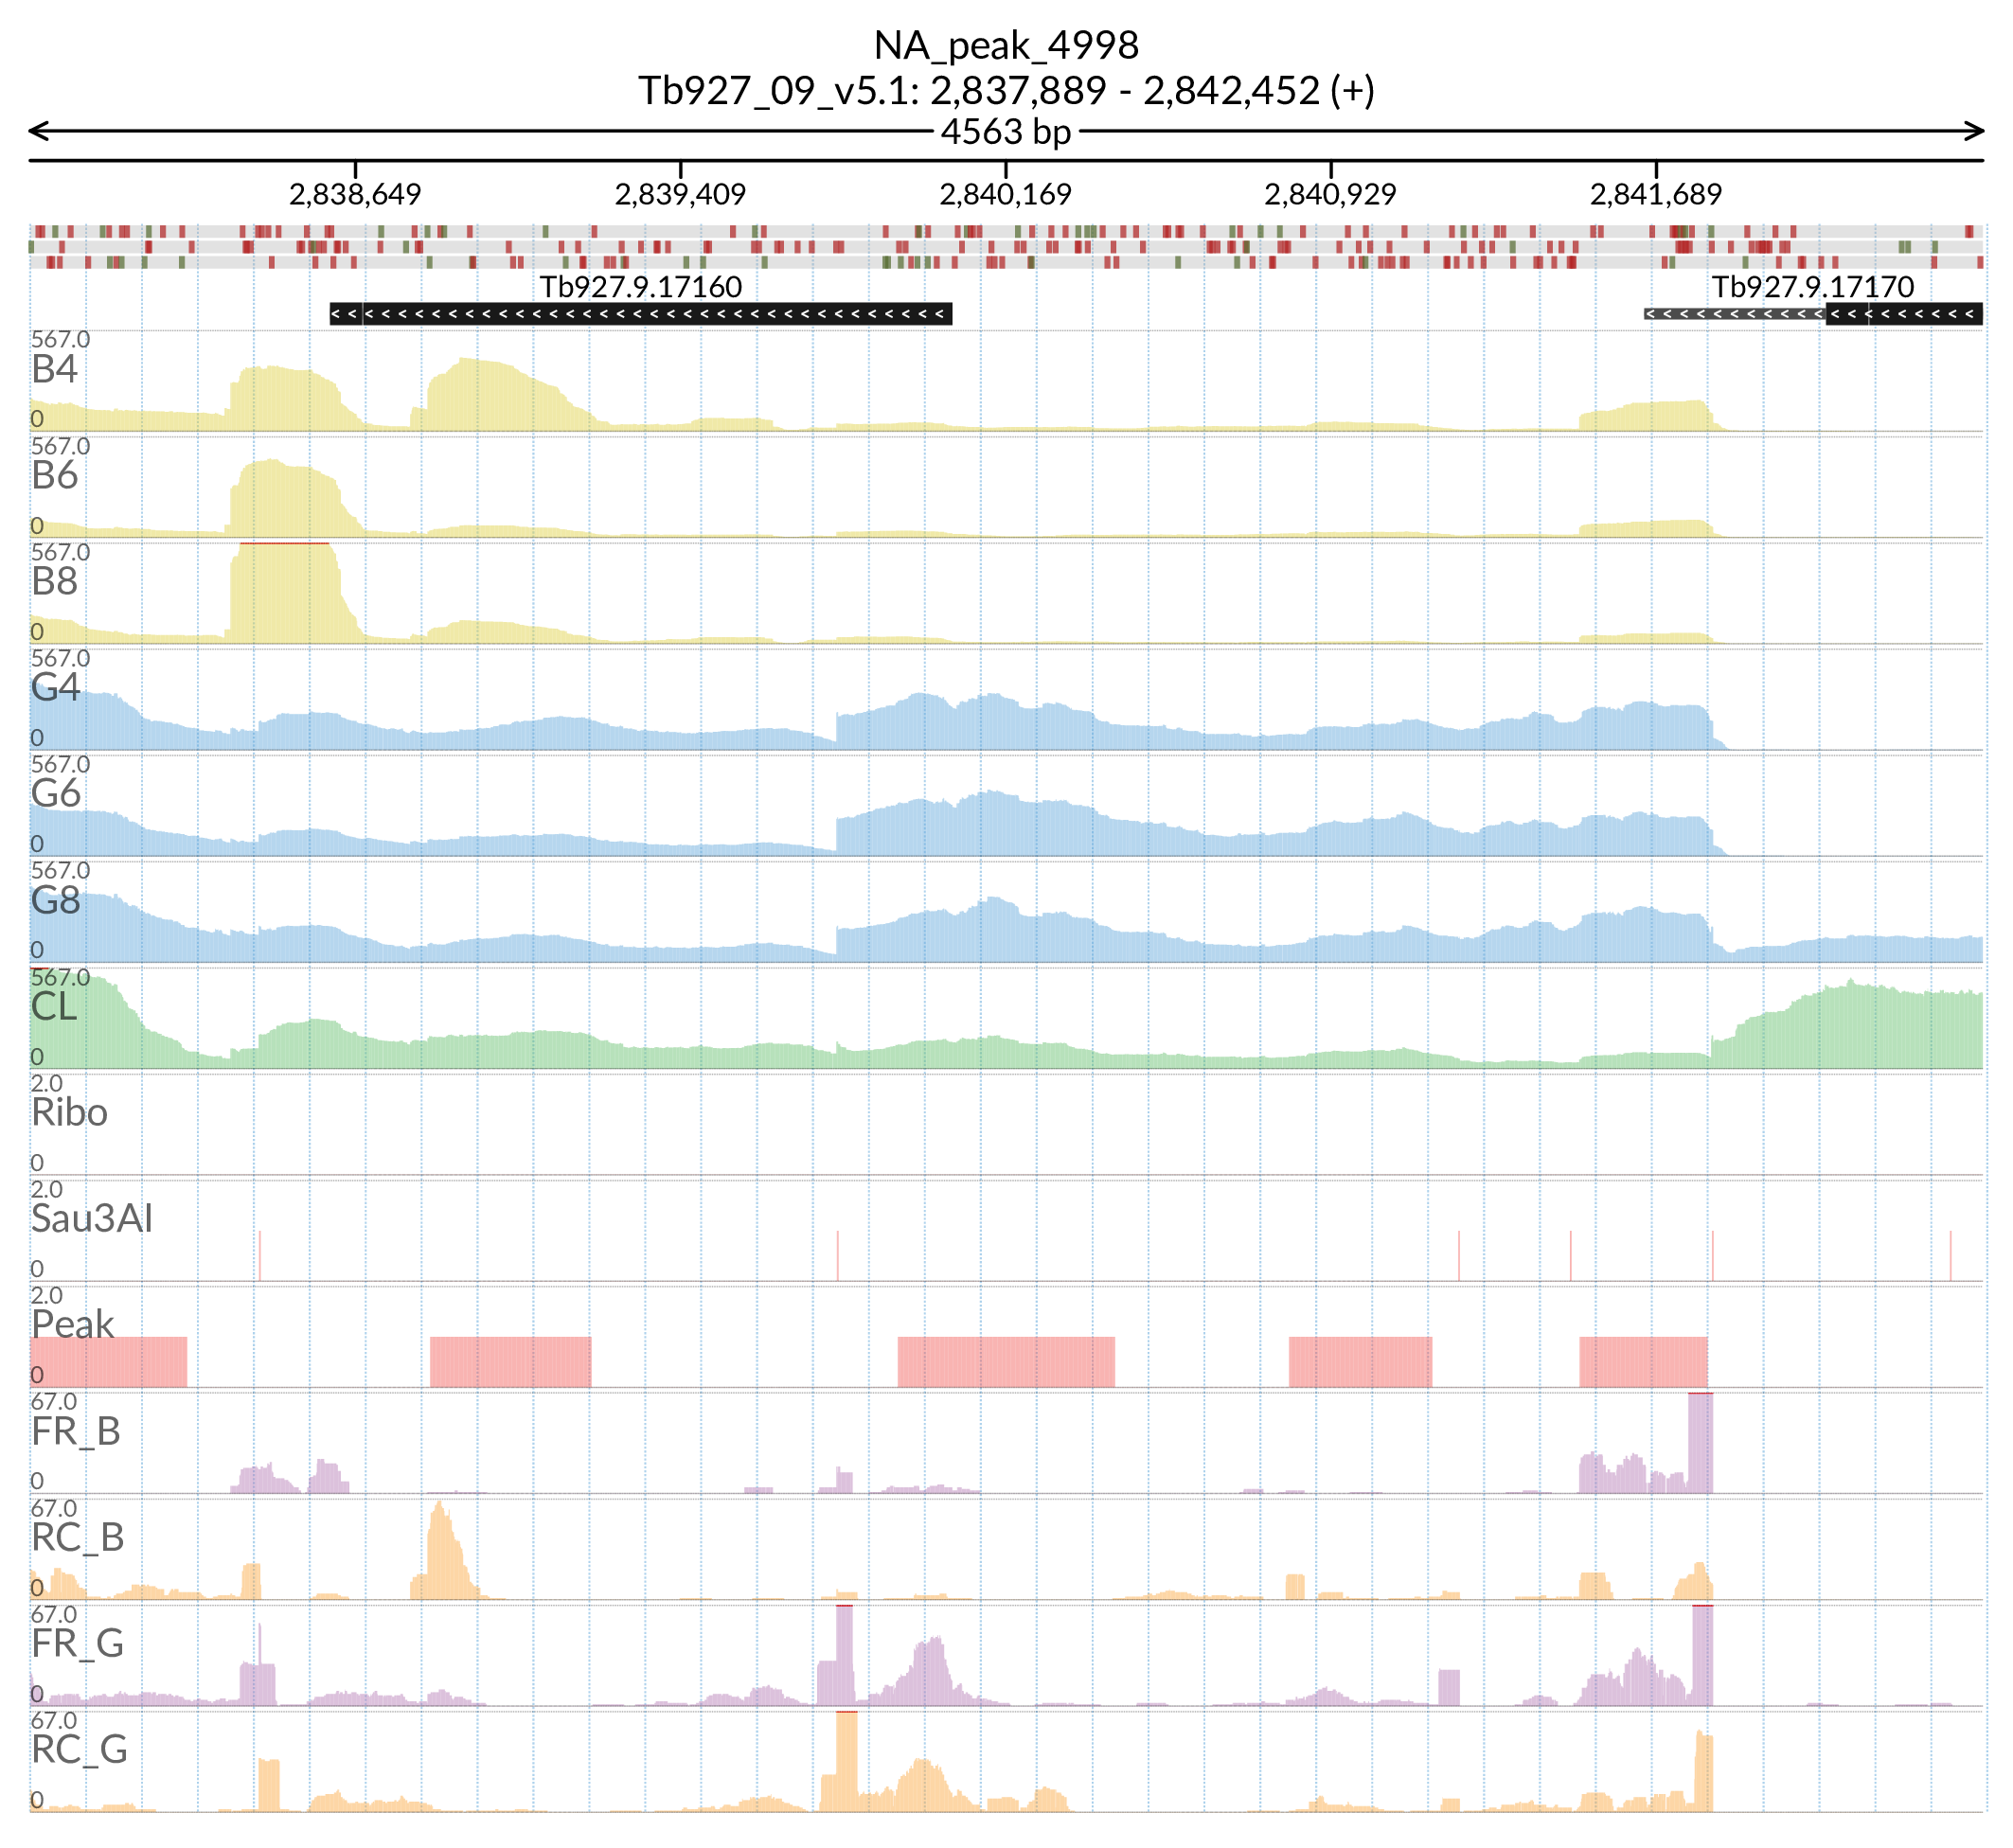 NA_peak_4998
Tb927_09_v5.1: 2,837,889 - 2,842,452 (+)
4563 bp
2,838,649 2,839,409 2,840,169 2,840,929 2,841,689
Tb927.9.17160 Tb927.9.17170
567.0
B4
0
567.0
B6
0
567.0
B8
0
567.0
G4
0
567.0
G6
0
567.0
G8
0
567.0
CL
0
2.0
Ribo
0
2.0
Sau3AI
0
2.0
Peak
0
67.0
FR_B
0
67.0
RC_B
0
67.0
FR_G
0
67.0
RC_G
0